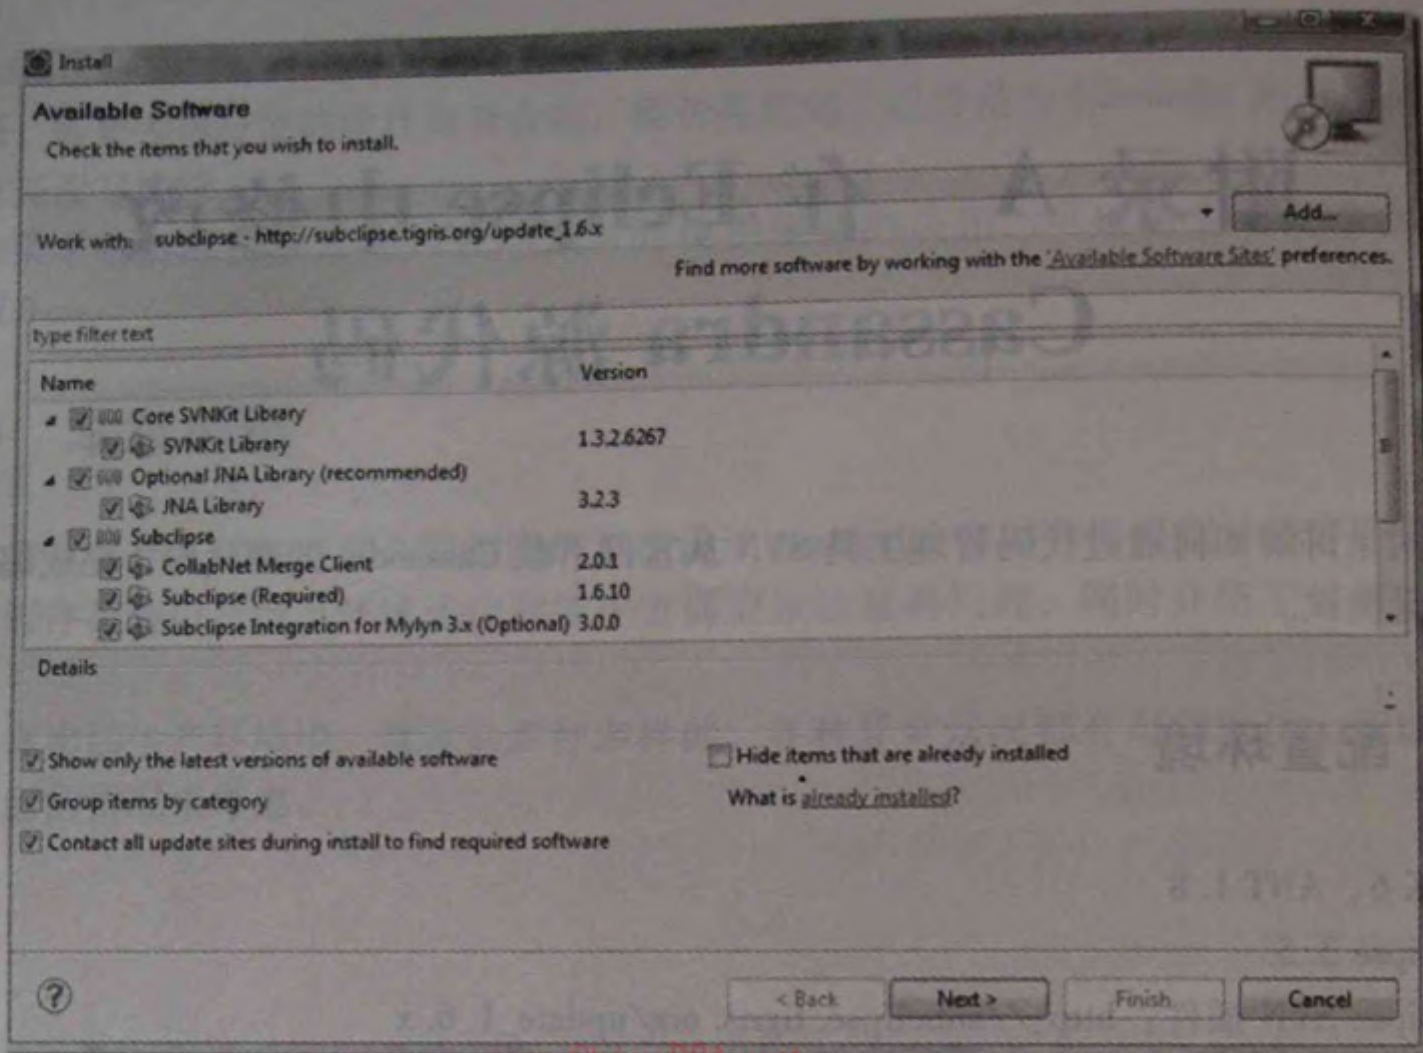 Install
Available Software
Check the items that you wish to install.
Work with: subclipse - http://subclipse.tigris.org/update_1.6.x
Add...
Find more software by working with the 'Available Software Sites' preferences.
type filter text
Name Version
Core SVNKit Library
SVNKit Library 1.3.2.6267
Optional JNA Library (recommended)
JNA Library 3.2.3
Subclipse
CollabNet Merge Client 2.0.1
Subclipse (Required) 1.6.10
Subclipse Integration for Mylyn 3.x (Optional) 3.0.0
Details
Show only the latest versions of available software
Hide items that are already installed
Group items by category
What is already installed?
Contact all update sites during install to find required software
< Back Next > Finish Cancel